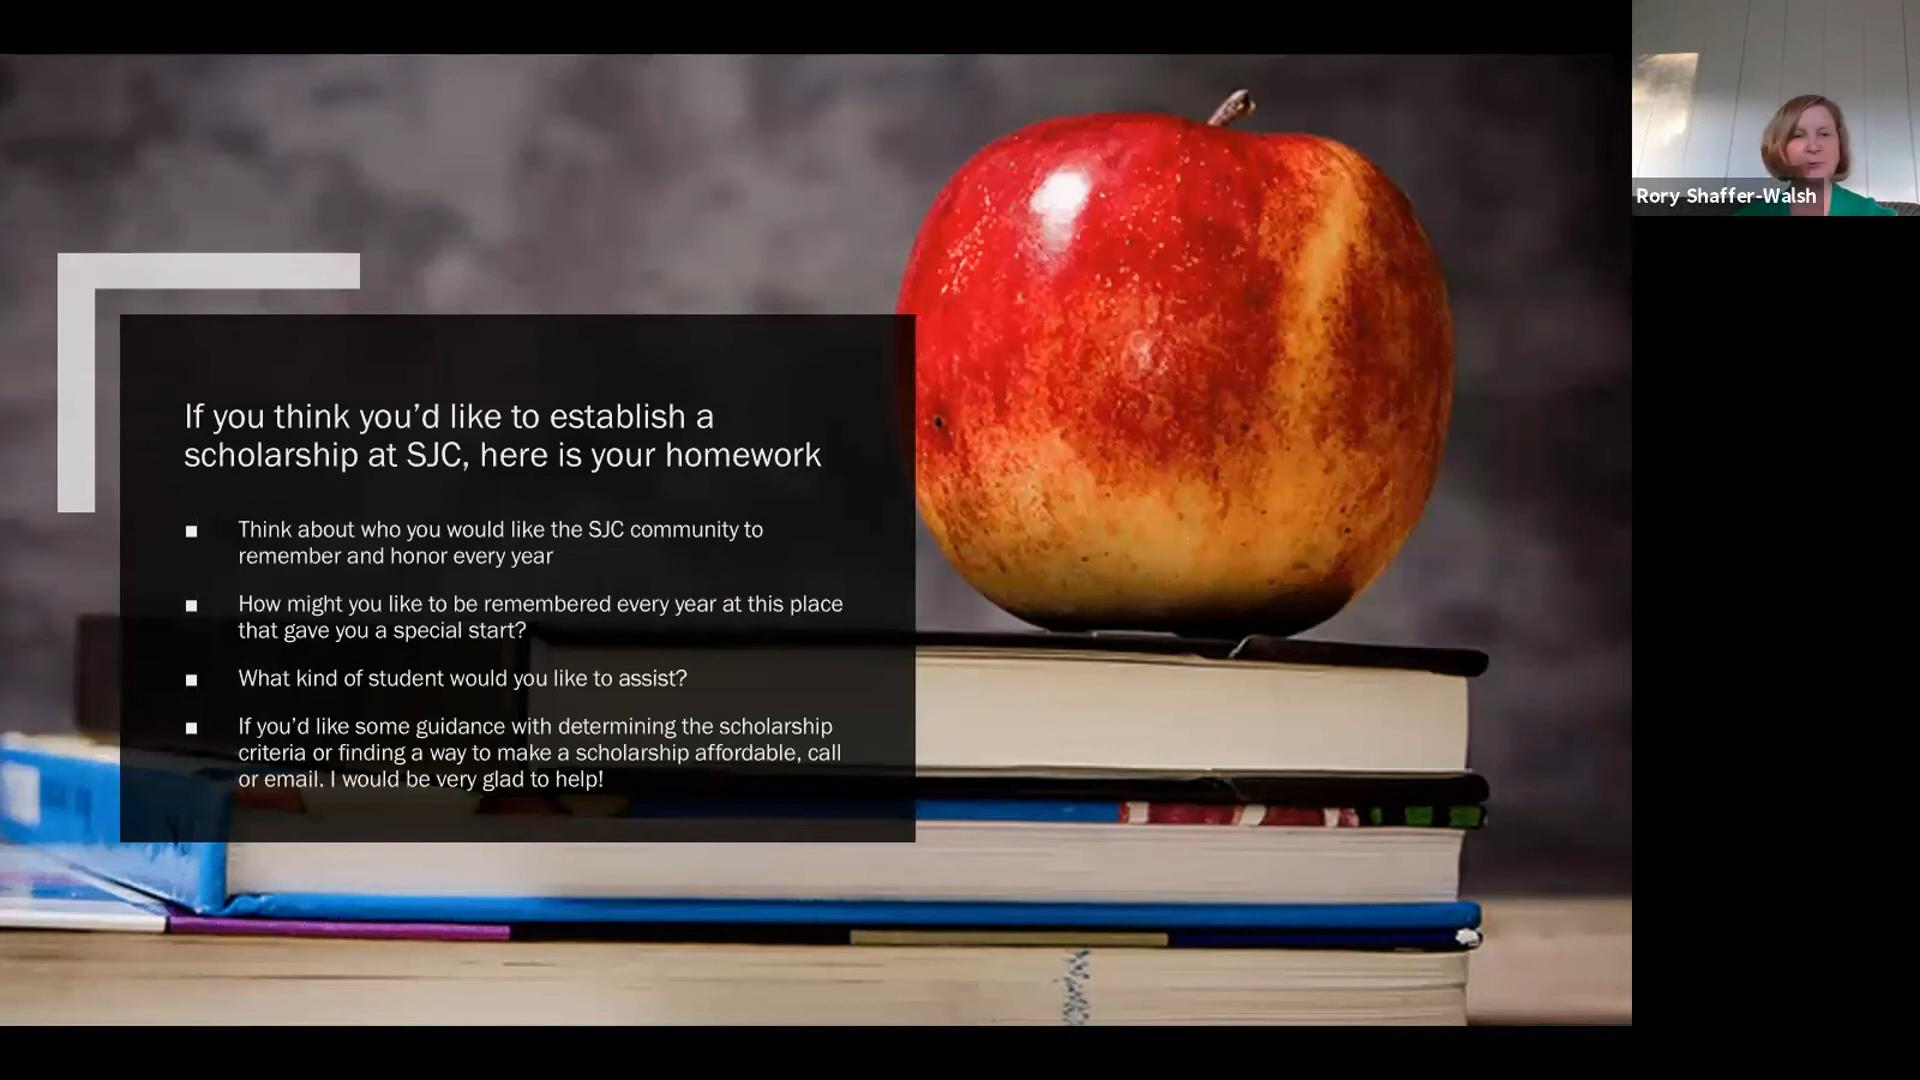 If you think you’d like to establish a
scholarship at SJC, here is your homework
■ Think about who you would like the SJC community to
remember and honor every year
■ How might you like to be remembered every year at this place
that gave you a special start?
■ What kind of student would you like to assist?
■ If you’d like some guidance with determining the scholarship
criteria or finding a way to make a scholarship affordable, call
or email. I would be very glad to help!
Rory Shaffer-Walsh